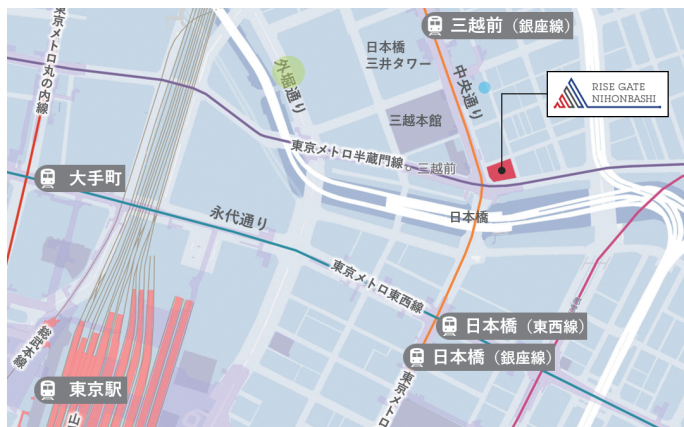 三越前（銀座線）
日本橋
三井タワー
外堀通り
中央通り
RISE GATE
NIHONBASHI
東京メトロ丸の内線
三越本館
東京メトロ半蔵門線
三越前
大手町
永代通り
日本橋
東京メトロ東西線
日本橋（東西線）
日本橋（銀座線）
総武本線
東京駅
山
東京メトロ